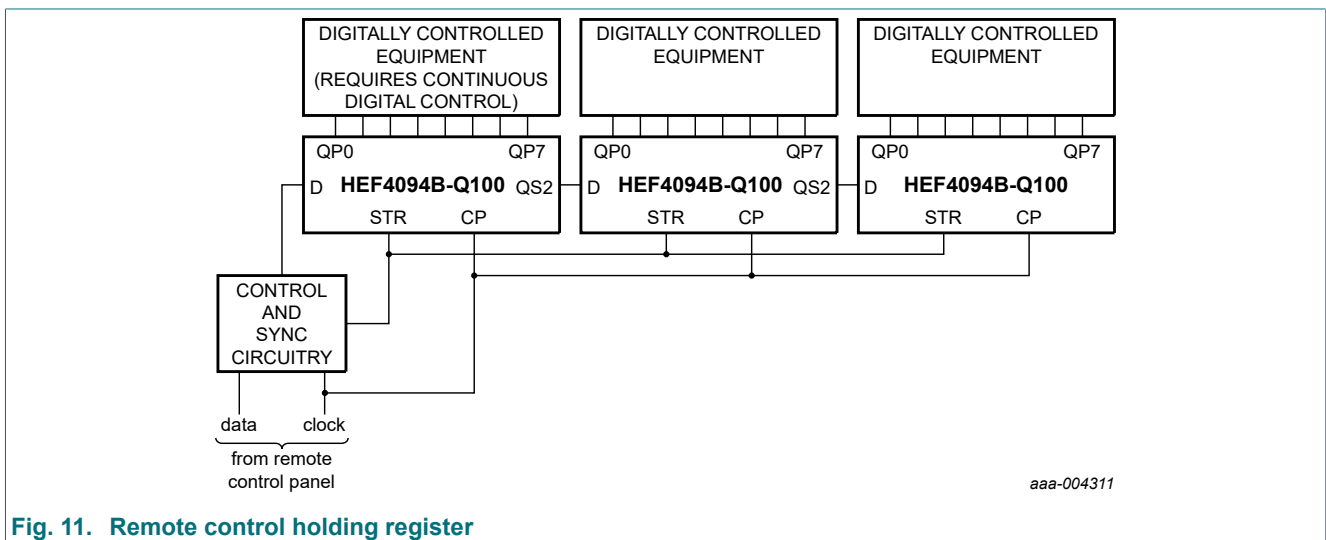 DIGITALLY CONTROLLED
EQUIPMENT
(REQUIRES CONTINUOUS
DIGITAL CONTROL)
DIGITALLY CONTROLLED
EQUIPMENT
DIGITALLY CONTROLLED
EQUIPMENT
QP0 QP7
D HEF4094B-Q100 QS2
STR CP
QP0 QP7
D HEF4094B-Q100 QS2
STR CP
QP0 QP7
D HEF4094B-Q100
STR CP
CONTROL
AND
SYNC
CIRCUITRY
data clock
from remote
control panel
aaa-004311
Fig. 11. Remote control holding register